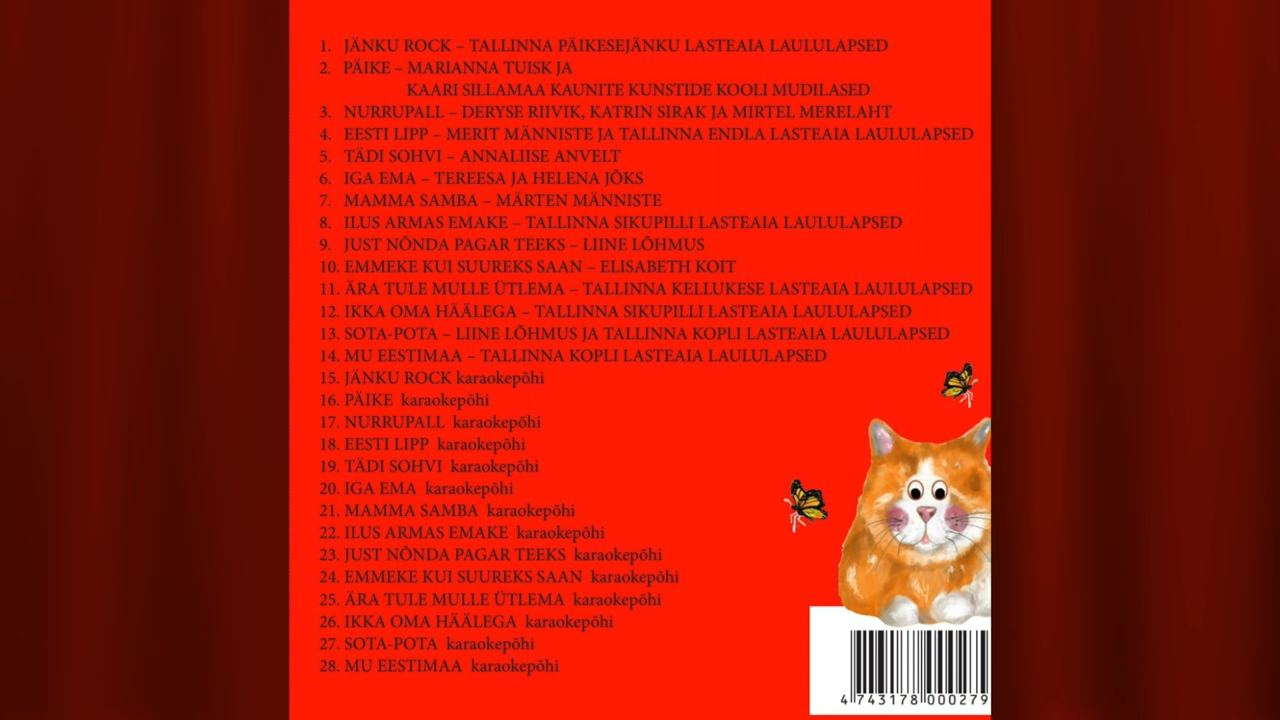 1. JÄNKU ROCK – TALLINNA PÄIKESEJÄNKU LASTEAIA LAULULAPSED
2. PÄIKE – MARIANNA TUISK JA
KAARI SILLAMAA KAUNITE KUNSTIDE KOOLI MUDILASED
3. NURRUPALL – DERYSE RIIVIK, KATRIN SIRAK JA MIRTEL MERELAHT
4. EESTI LIPP – MERIT MÄNNISTE JA TALLINNA ENDLA LASTEAIA LAULULAPSED
5. TÄDI SOHVI – ANNALIISE ANVELT
6. IGA EMA – TEREESA JA HELENA JÕKS
7. MAMMA SAMBA – MÄRTEN MÄNNISTE
8. ILUS ARMAS EMAKE – TALLINNA SIKUPILLI LASTEAIA LAULULAPSED
9. JUST NÕNDA PAGAR TEEKS – LIINE LÕHMUS
10. EMMEKE KUI SUUREKS SAAN – ELISABETH KOIT
11. ÄRA TULE MULLE ÜTLEMA – TALLINNA KELLUKESE LASTEAIA LAULULAPSED
12. IKKA OMA HÄÄLEGA – TALLINNA SIKUPILLI LASTEAIA LAULULAPSED
13. SOTA-POTA – LIINE LÕHMUS JA TALLINNA KOPLI LASTEAIA LAULULAPSED
14. MU EESTIMAA – TALLINNA KOPLI LASTEAIA LAULULAPSED
15. JÄNKU ROCK karaokepõhi
16. PÄIKE karaokepõhi
17. NURRUPALL karaokepõhi
18. EESTI LIPP karaokepõhi
19. TÄDI SOHVI karaokepõhi
20. IGA EMA karaokepõhi
21. MAMMA SAMBA karaokepõhi
22. ILUS ARMAS EMAKE karaokepõhi
23. JUST NÕNDA PAGAR TEEKS karaokepõhi
24. EMMEKE KUI SUUREKS SAAN karaokepõhi
25. ÄRA TULE MULLE ÜTLEMA karaokepõhi
26. IKKA OMA HÄÄLEGA karaokepõhi
27. SOTA-POTA karaokepõhi
28. MU EESTIMAA karaokepõhi
4 743178 000279